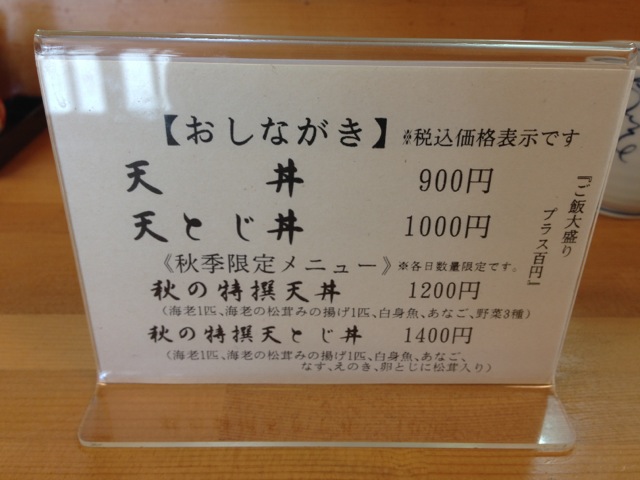 【おしながき】 ※税込価格表示です
天 丼 900円
天とじ丼 1000円
『ご飯大盛り
プラス百円』
《秋季限定メニュー》 ※各日数量限定です。
秋の特撰天丼 1200円
(海老1匹、海老の松茸みの揚げ1匹、白身魚、あなご、野菜3種)
秋の特撰天とじ丼 1400円
(海老1匹、海老の松茸みの揚げ1匹、白身魚、あなご、
なす、えのき、卵とじに松茸入り)